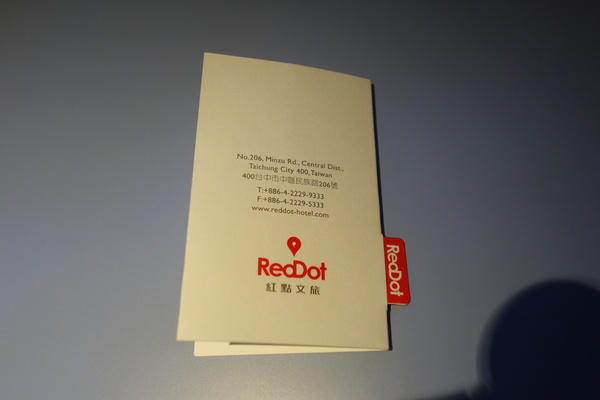 No.206, Minzu Rd., Central Dist.,
Taichung City 400, Taiwan
400台中市中區民族路206號
T:+886-4-2229-9333
F:+886-4-2229-5333
www.reddot-hotel.com
RedDot
紅點文旅
RedDot